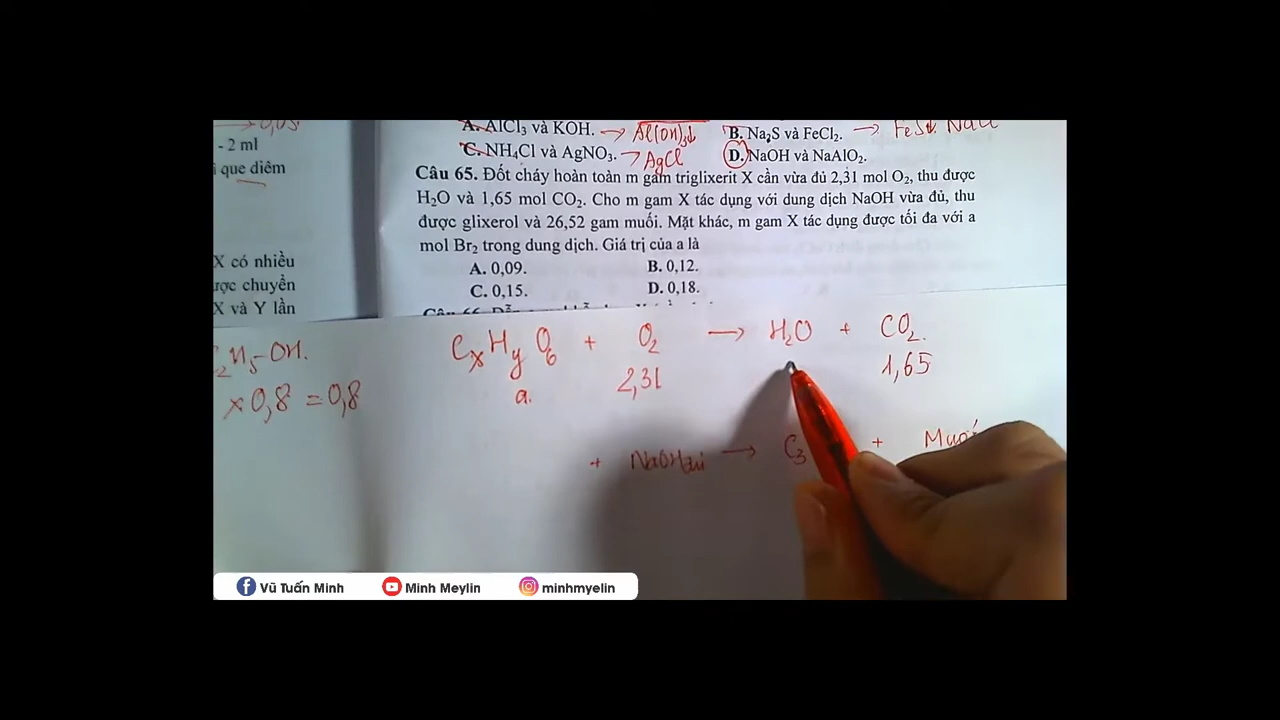 - 2 ml
i que diêm
X có nhiều
ược chuyển
X và Y lần
A. AlCl₃ và KOH. → Al(OH)₃↓
B. Na₂S và FeCl₂. → FeS↓ NaCl
C. NH₄Cl và AgNO₃. → AgCl
D. NaOH và NaAlO₂.
Câu 65. Đốt cháy hoàn toàn m gam triglixerit X cần vừa đủ 2,31 mol O₂, thu được
H₂O và 1,65 mol CO₂. Cho m gam X tác dụng với dung dịch NaOH vừa đủ, thu
được glixerol và 26,52 gam muối. Mặt khác, m gam X tác dụng được tối đa với a
mol Br₂ trong dung dịch. Giá trị của a là
A. 0,09.
B. 0,12.
C. 0,15.
D. 0,18.
₂H₅-OH.
×0,8 = 0,8
CₓHᵧO₆ + O₂ → H₂O + CO₂.
a. 2,31 1,65
+ → C₃ +
Vũ Tuấn Minh
Minh Meylin
minhmyelin